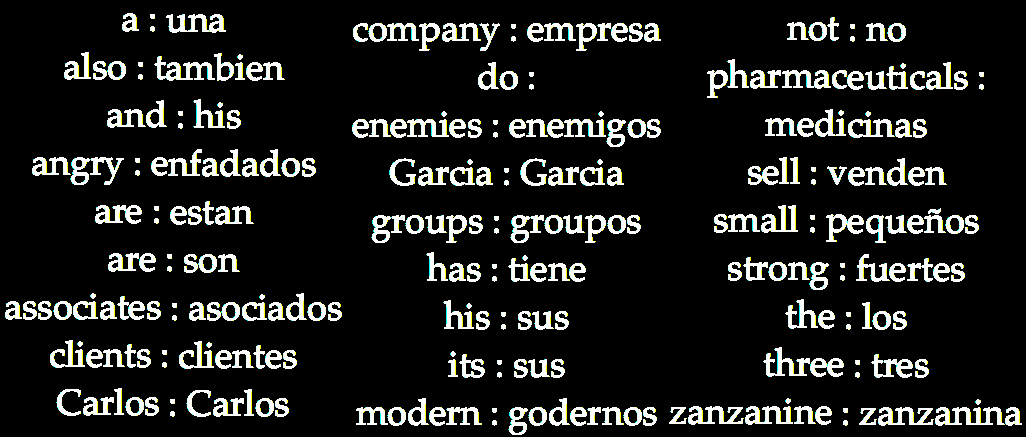 a : una
also : tambien
and : his
angry : enfadados
are : estan
are : son
associates : asociados
clients : clientes
Carlos : Carlos
company : empresa
do :
enemies : enemigos
Garcia : Garcia
groups : groupos
has : tiene
his : sus
its : sus
modern : godernos
not : no
pharmaceuticals :
medicinas
sell : venden
small : pequeños
strong : fuertes
the : los
three : tres
zanzanine : zanzanina